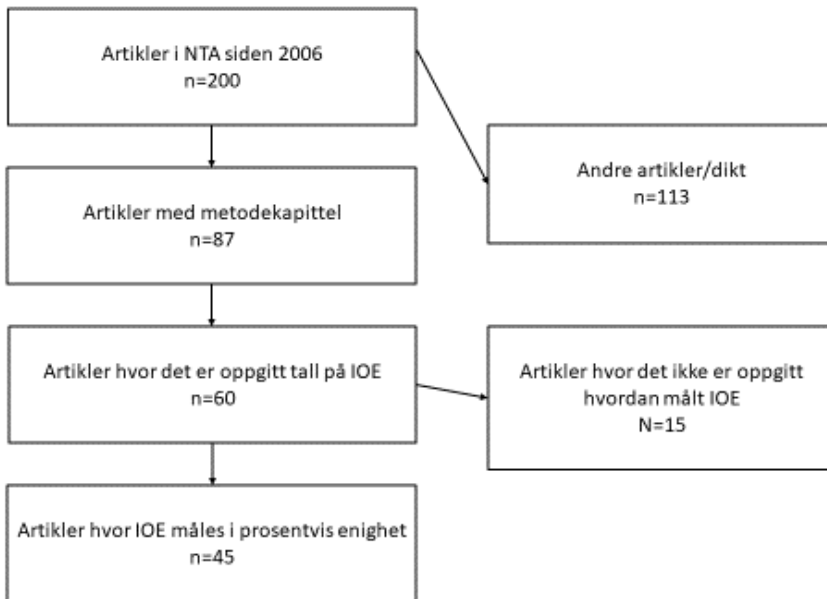 Artikler i NTA siden 2006
n=200
Andre artikler/dikt
n=113
Artikler med metodekapittel
n=87
Artikler hvor det er oppgitt tall på IOE
n=60
Artikler hvor det ikke er oppgitt
hvordan målt IOE
N=15
Artikler hvor IOE måles i prosentvis enighet
n=45